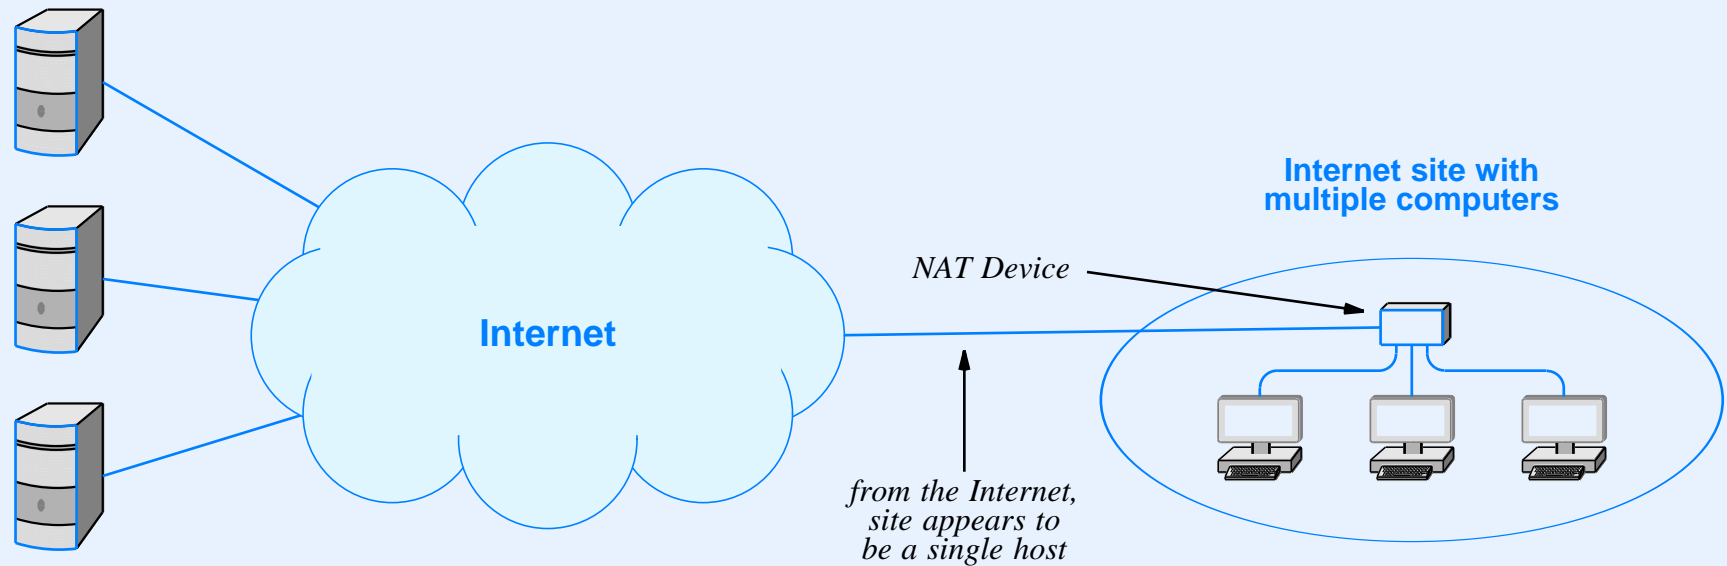 Internet site with
multiple computers
NAT Device
Internet
from the Internet,
site appears to
be a single host